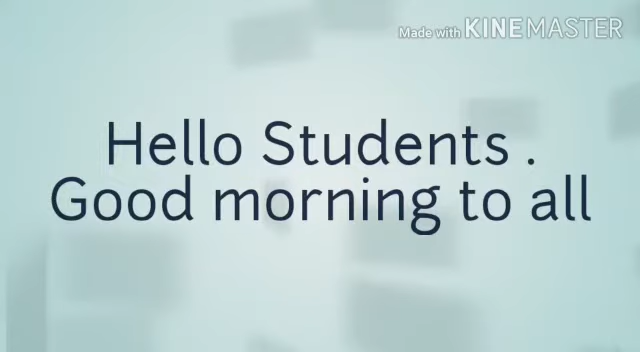 Made with KINEMASTER
Hello Students .
Good morning to all